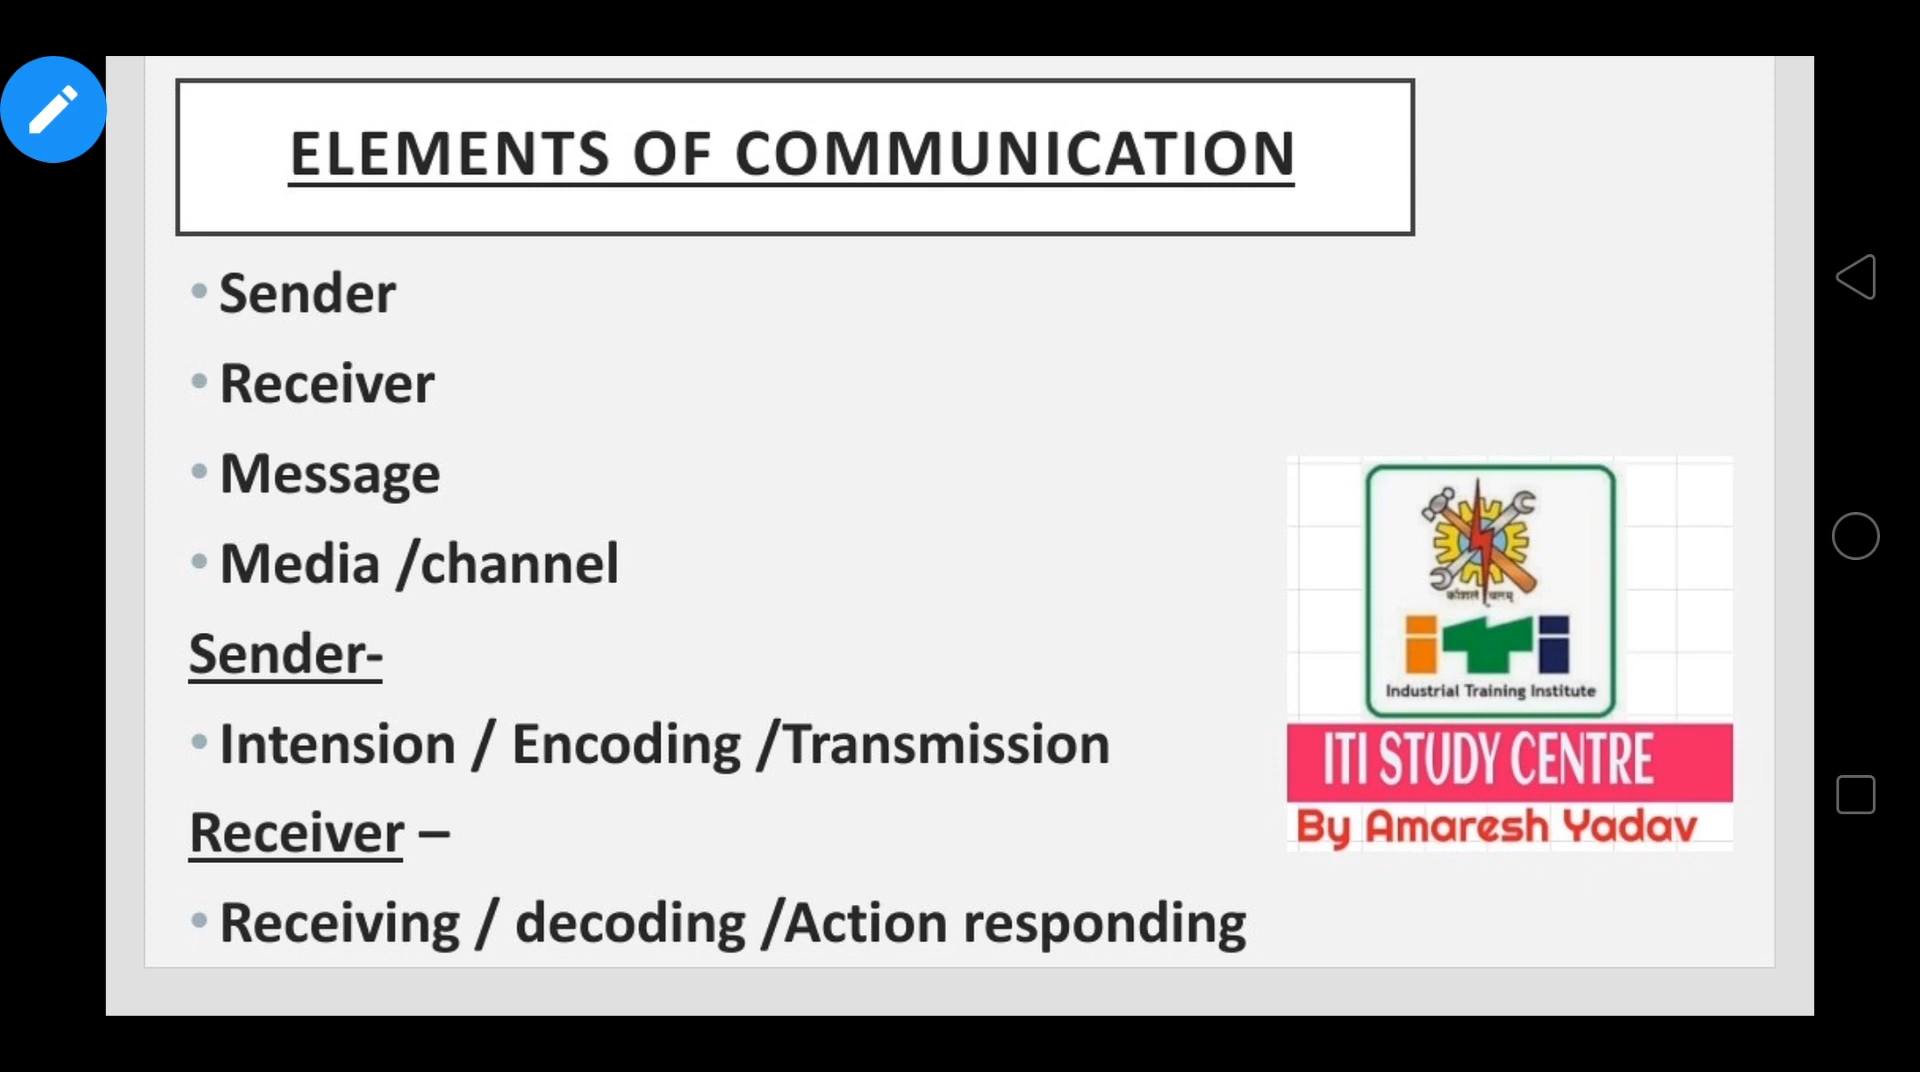 ELEMENTS OF COMMUNICATION
• Sender
• Receiver
• Message
• Media /channel
Sender-
• Intension / Encoding /Transmission
Receiver –
• Receiving / decoding /Action responding
iTi
Industrial Training Institute
ITI STUDY CENTRE
By Amaresh Yadav